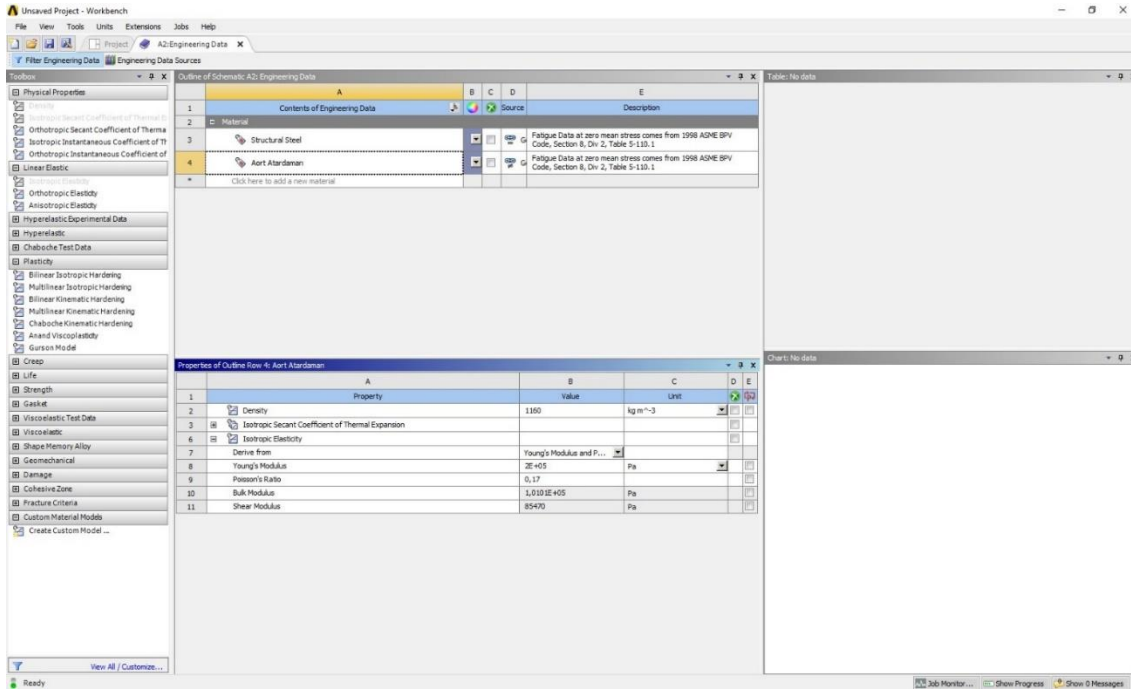 Unsaved Project - Workbench
File View Tools Units Extensions Jobs Help
Project A2:Engineering Data X
Filter Engineering Data Engineering Data Sources
Toolbox
Physical Properties
Density
Isotropic Secant Coefficient of Thermal E
Orthotropic Secant Coefficient of Therma
Isotropic Instantaneous Coefficient of Th
Orthotropic Instantaneous Coefficient of
Linear Elastic
Isotropic Elasticity
Orthotropic Elasticity
Anisotropic Elasticity
Hyperelastic Experimental Data
Hyperelastic
Chaboche Test Data
Plasticity
Bilinear Isotropic Hardening
Multilinear Isotropic Hardening
Bilinear Kinematic Hardening
Multilinear Kinematic Hardening
Chaboche Kinematic Hardening
Anand Viscoplasticity
Gurson Model
Creep
Life
Strength
Gasket
Viscoelastic Test Data
Viscoelastic
Shape Memory Alloy
Geomechanical
Damage
Cohesive Zone
Fracture Criteria
Custom Material Models
Create Custom Model ...
View All / Customize...
Outline of Schematic A2: Engineering Data
A B C D E
1 Contents of Engineering Data Source Description
2 Material
3 Structural Steel G Fatigue Data at zero mean stress comes from 1998 ASME BPV
Code, Section 8, Div 2, Table 5-110.1
4 Aort Atardaman G Fatigue Data at zero mean stress comes from 1998 ASME BPV
Code, Section 8, Div 2, Table 5-110.1
* Click here to add a new material
Properties of Outline Row 4: Aort Atardaman
A B C D E
1 Property Value Unit
2 Density 1160 kg m^-3
3 Isotropic Secant Coefficient of Thermal Expansion
6 Isotropic Elasticity
7 Derive from Young's Modulus and P...
8 Young's Modulus 2E+05 Pa
9 Poisson's Ratio 0,17
10 Bulk Modulus 1,0101E+05 Pa
11 Shear Modulus 85470 Pa
Table: No data
Chart: No data
Ready
Job Monitor... Show Progress Show 0 Messages